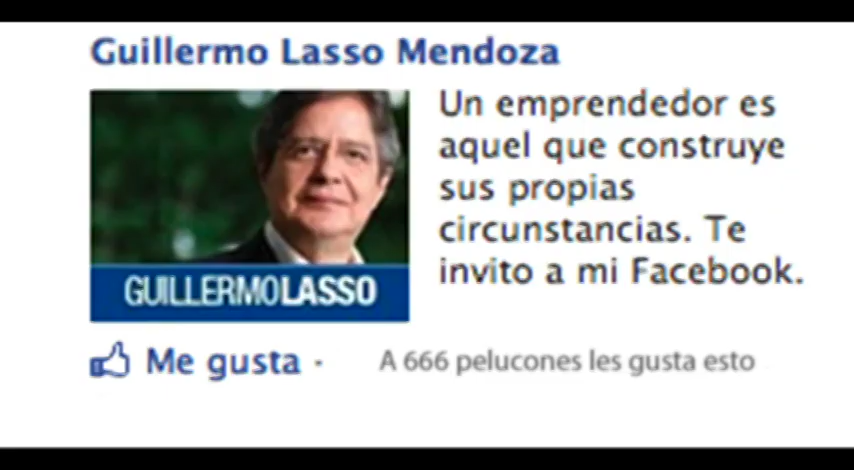 Guillermo Lasso Mendoza
Un emprendedor es
aquel que construye
sus propias
circunstancias. Te
invito a mi Facebook.
GUILLERMOLASSO
Me gusta · A 666 pelucones les gusta esto